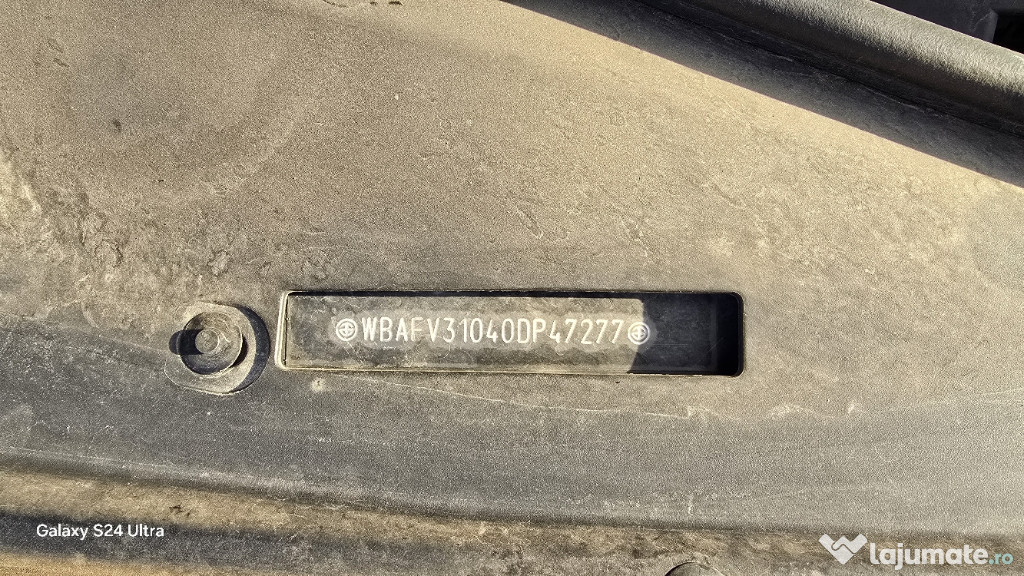 WBAFV31040DP47277
Galaxy S24 Ultra
lajumate.ro